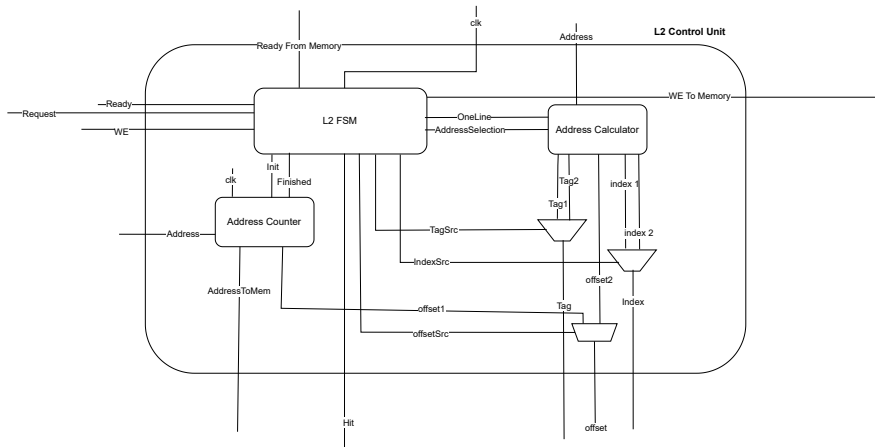 clk
L2 Control Unit
Address
Ready From Memory
WE To Memory
Ready
Request
OneLine
L2 FSM
Address Calculator
WE
AddressSelection
Init
Finished
clk
Tag2
index 1
Tag1
Address Counter
TagSrc
index 2
Address
IndexSrc
offset2
AddressToMem
Tag
Index
offset1
offsetSrc
Hit
offset